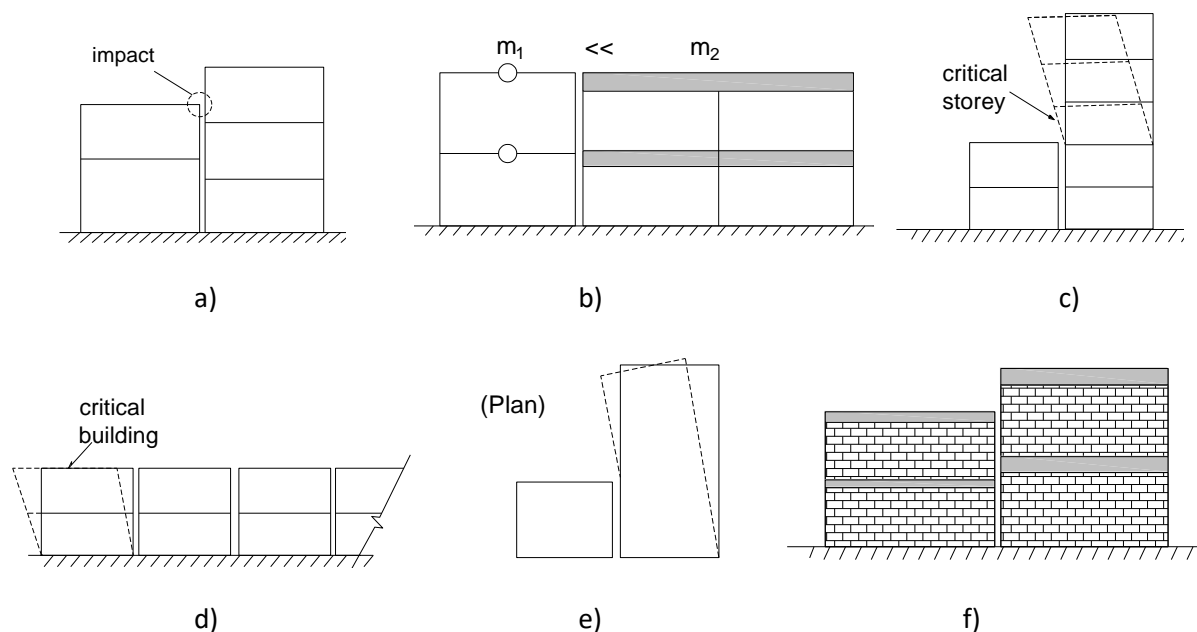 impact
a)
m1 << m2
b)
critical
storey
c)
critical
building
d)
(Plan)
e)
f)